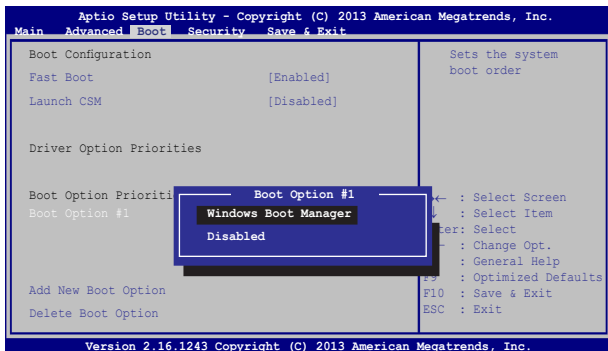 Aptio Setup Utility - Copyright (C) 2013 American Megatrends, Inc.
Main Advanced Boot Security Save & Exit
Boot Configuration
Fast Boot [Enabled]
Launch CSM [Disabled]
Driver Option Priorities
Boot Option Prioriti
Boot Option #1
Boot Option #1
Windows Boot Manager
Disabled
Add New Boot Option
Delete Boot Option
Sets the system
boot order
→← : Select Screen
: Select Item
er: Select
: Change Opt.
: General Help
F9 : Optimized Defaults
F10 : Save & Exit
ESC : Exit
Version 2.16.1243 Copyright (C) 2013 American Megatrends, Inc.